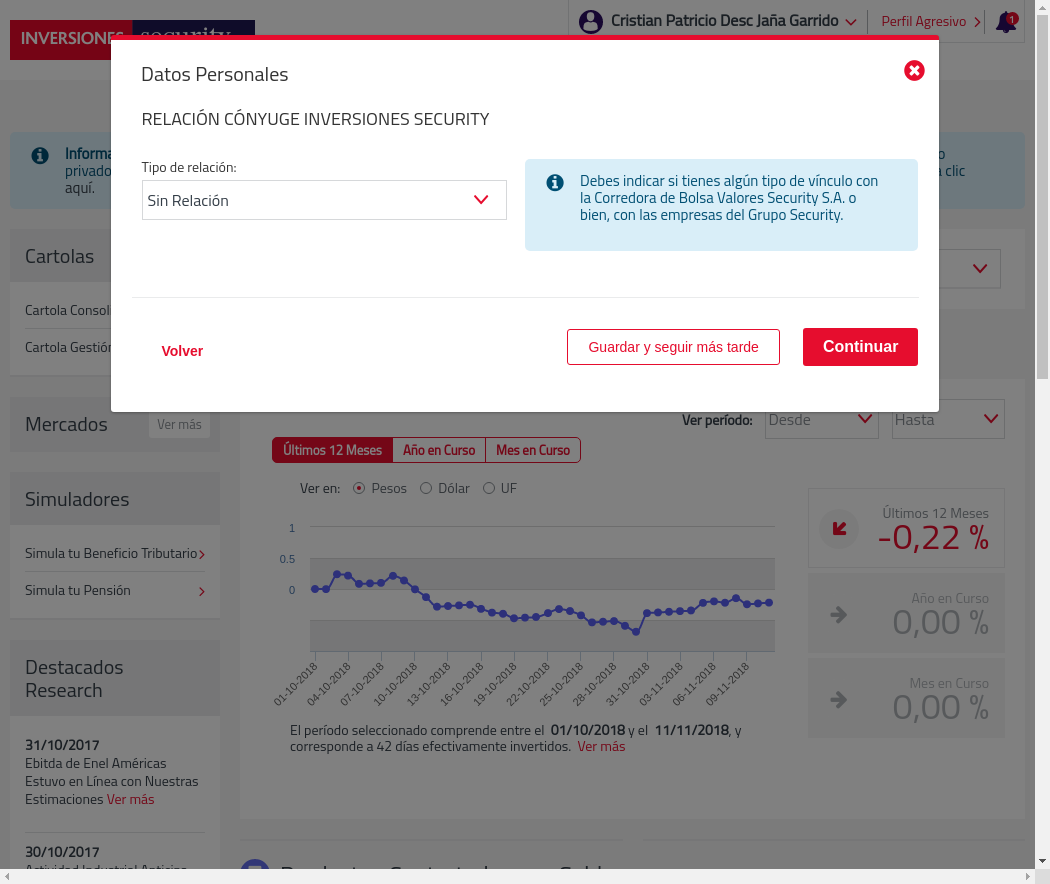 Cristian Patricio Desc Jaña Garrido
Perfil Agresivo
1
INVERSIONES security
Datos Personales
RELACIÓN CÓNYUGE INVERSIONES SECURITY
Tipo de relación:
Sin Relación
Debes indicar si tienes algún tipo de vínculo con
la Corredora de Bolsa Valores Security S.A. o
bien, con las empresas del Grupo Security.
Volver
Guardar y seguir más tarde
Continuar
aquí.
clic
Cartolas
Mercados
Ver más
Simuladores
Simula tu Beneficio Tributario
Simula tu Pensión
Destacados
Research
31/10/2017
Ebitda de Enel Américas
Estuvo en Línea con Nuestras
Estimaciones Ver más
30/10/2017
Ver período:
Desde
Hasta
Últimos 12 Meses
Año en Curso
Mes en Curso
Ver en:
Pesos
Dólar
UF
1
0.5
0
01-10-2018
04-10-2018
07-10-2018
10-10-2018
13-10-2018
16-10-2018
19-10-2018
22-10-2018
25-10-2018
28-10-2018
31-10-2018
03-11-2018
06-11-2018
09-11-2018
El período seleccionado comprende entre el 01/10/2018 y el 11/11/2018, y
corresponde a 42 días efectivamente invertidos. Ver más
Últimos 12 Meses
-0,22 %
Año en Curso
0,00 %
Mes en Curso
0,00 %